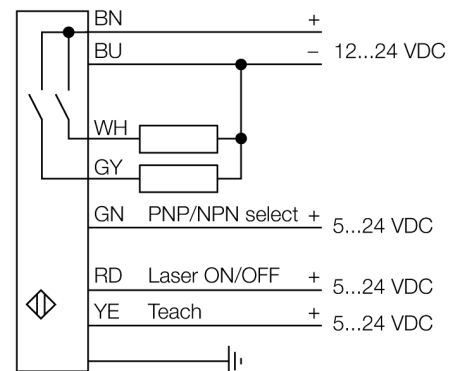 BN +
BU – 12...24 VDC
WH
GY
GN PNP/NPN select + 5...24 VDC
RD Laser ON/OFF + 5...24 VDC
YE Teach + 5...24 VDC